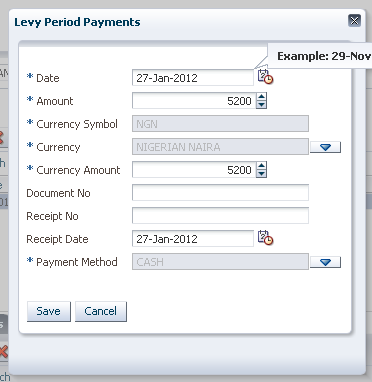 Levy Period Payments
Example: 29-Nov
* Date 27-Jan-2012
* Amount 5200
* Currency Symbol NGN
* Currency NIGERIAN NAIRA
* Currency Amount 5200
Document No
Receipt No
Receipt Date 27-Jan-2012
* Payment Method CASH
Save Cancel